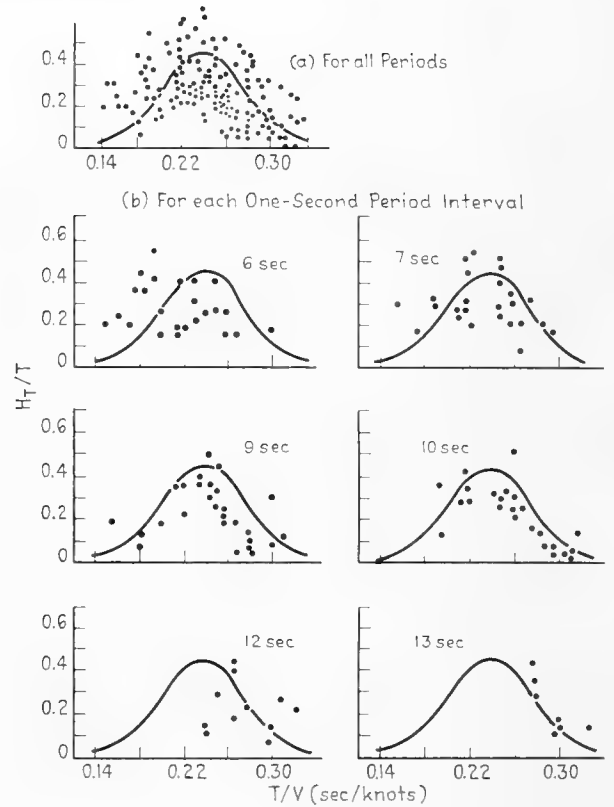 0.4
0.2
0
(a) For all Periods
0.14 0.22 0.30
(b) For each One-Second Period Interval
0.6
0.4
0.2
0
6 sec
7 sec
H_T/T
0.6
0.4
0.2
0
9 sec
10 sec
0.6
0.4
0.2
0
12 sec
13 sec
0.14 0.22 0.30 0.14 0.22 0.30
T/V (sec/knots)